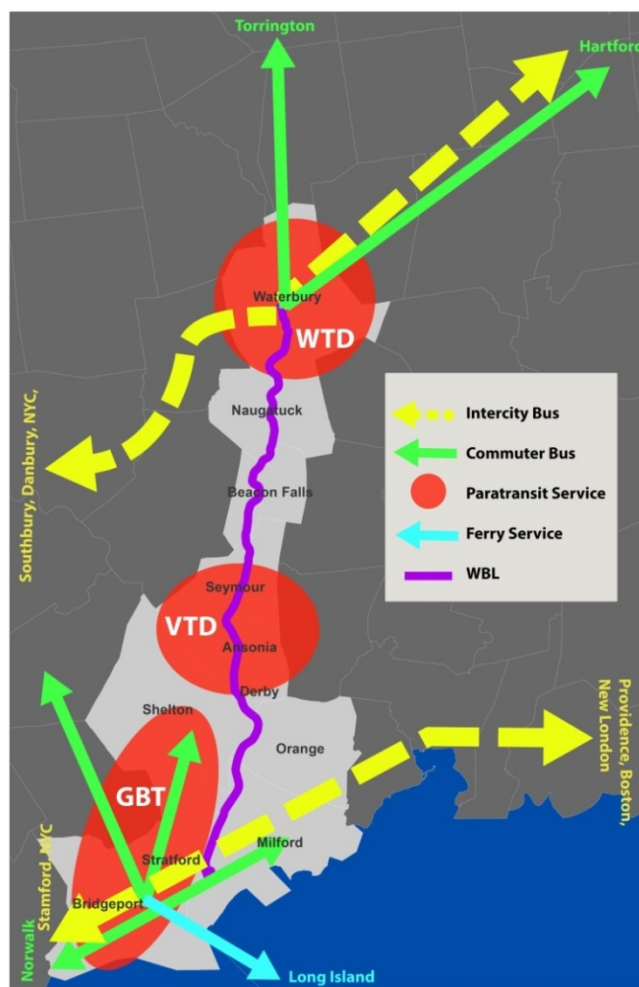 Torrington
Hartford
Waterbury
WTD
Naugatuck
Beacon Falls
Southbury, Danbury, NYC,
Intercity Bus
Commuter Bus
Paratransit Service
Ferry Service
WBL
Seymour
VTD
Ansonia
Derby
Shelton
Orange
Providence, Boston,
New London
GBT
Stratford
Milford
Bridgeport
Norwalk
Stamford, NYC
Long Island